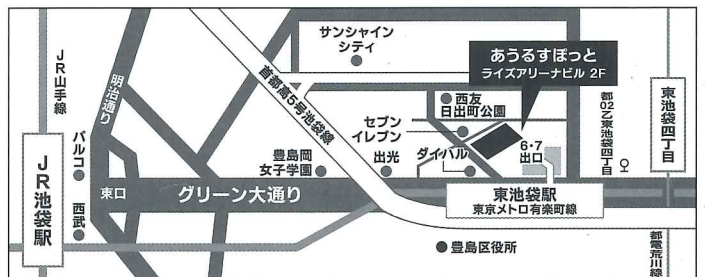 サンシャイン
シティ
あうるすぽっと
ライズアリーナビル 2F
JR山手線
明治通り
首都高5号池袋線
西友
日出町公園
都02乙東池袋四丁目
東池袋四丁目
セブン
イレブン
パルコ
豊島岡
女子学園
出光
ダイハル
6・7
出口
JR池袋駅
東口
グリーン大通り
東池袋駅
東京メトロ有楽町線
西武
豊島区役所
都電荒川線